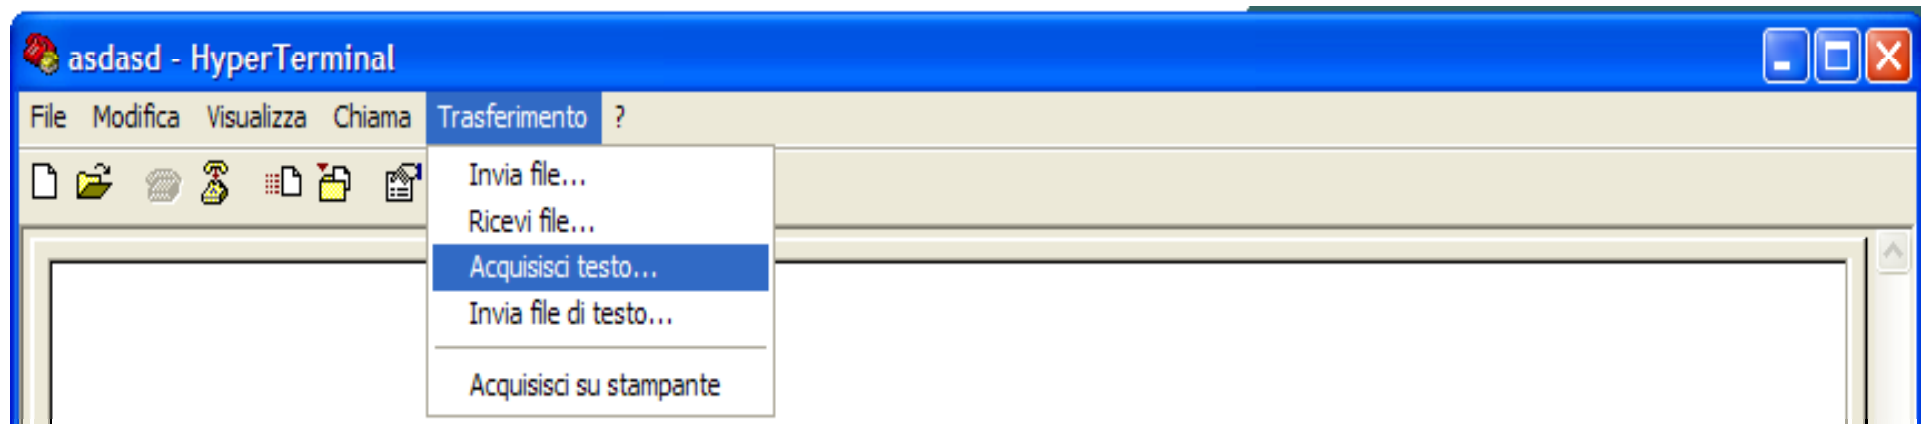 asdasd - HyperTerminal
File Modifica Visualizza Chiama Trasferimento ?
Invia file...
Ricevi file...
Acquisisci testo...
Invia file di testo...
Acquisisci su stampante